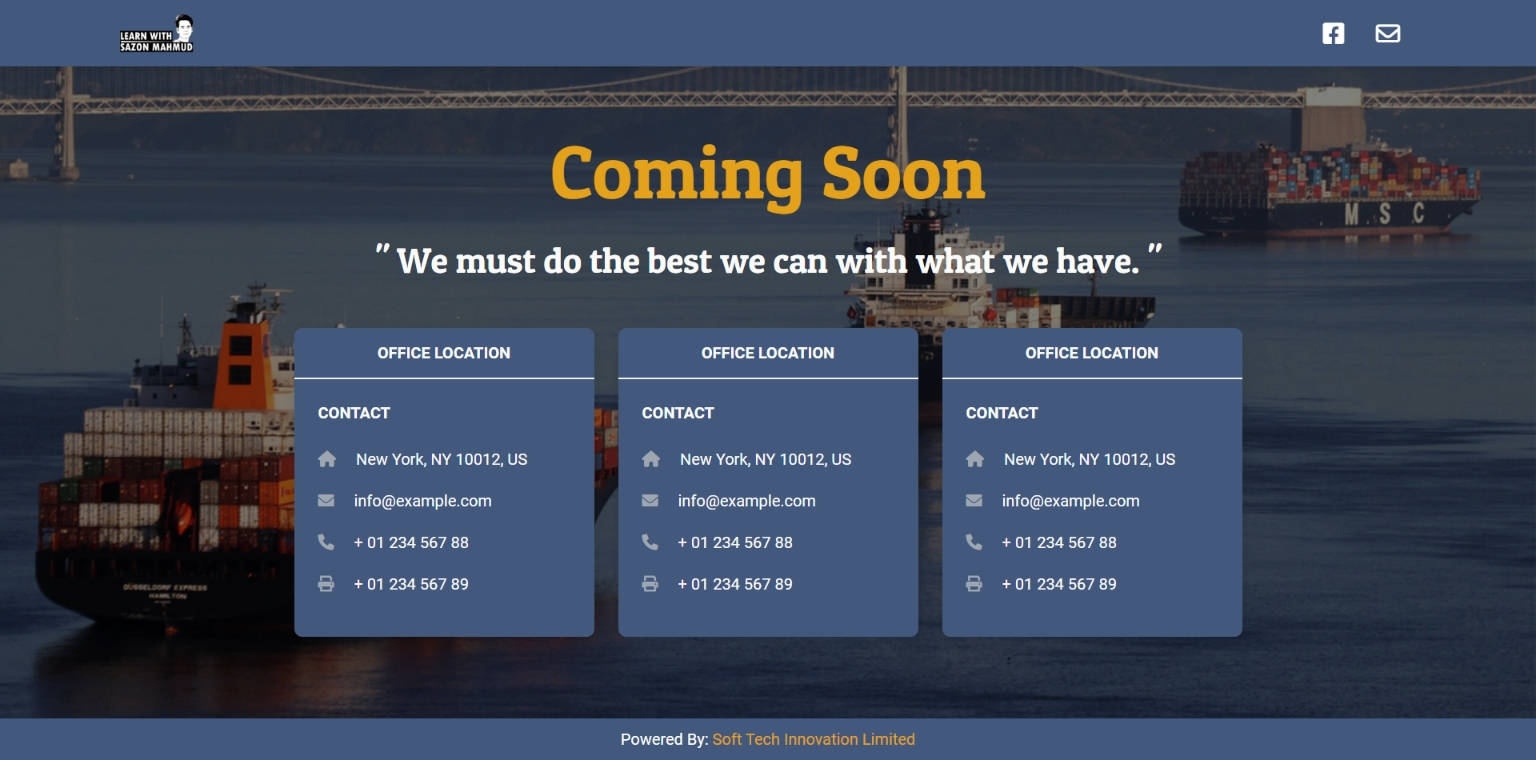 LEARN WITH
SAZON MAHMUD
Coming Soon
" We must do the best we can with what we have. "
M S C
OFFICE LOCATION
CONTACT
New York, NY 10012, US
info@example.com
+ 01 234 567 88
+ 01 234 567 89
OFFICE LOCATION
CONTACT
New York, NY 10012, US
info@example.com
+ 01 234 567 88
+ 01 234 567 89
OFFICE LOCATION
CONTACT
New York, NY 10012, US
info@example.com
+ 01 234 567 88
+ 01 234 567 89
DÜSSELDORF EXPRESS
HAMILTON
Powered By: Soft Tech Innovation Limited